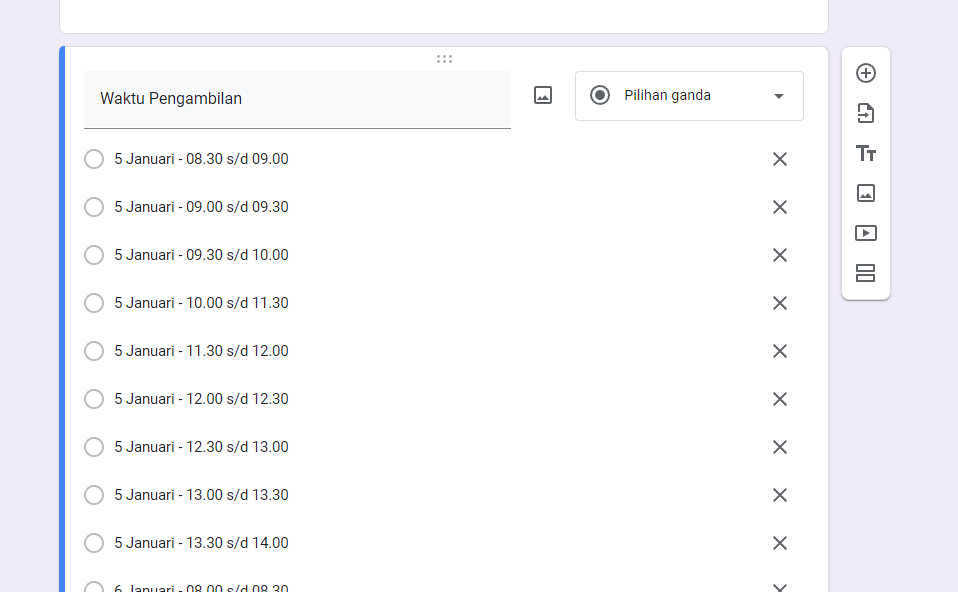 Waktu Pengambilan
Pilihan ganda
5 Januari - 08.30 s/d 09.00
5 Januari - 09.00 s/d 09.30
5 Januari - 09.30 s/d 10.00
5 Januari - 10.00 s/d 11.30
5 Januari - 11.30 s/d 12.00
5 Januari - 12.00 s/d 12.30
5 Januari - 12.30 s/d 13.00
5 Januari - 13.00 s/d 13.30
5 Januari - 13.30 s/d 14.00
6 Januari - 08.00 s/d 08.30